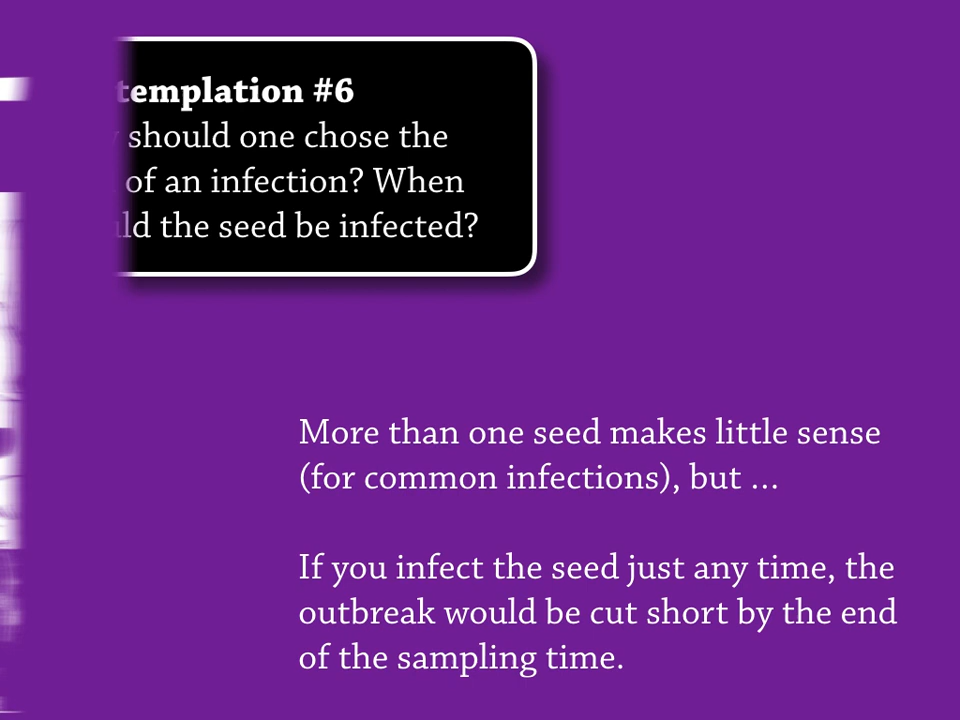 templation #6
should one chose the
of an infection? When
the seed be infected?
More than one seed makes little sense
(for common infections), but ...
If you infect the seed just any time, the
outbreak would be cut short by the end
of the sampling time.